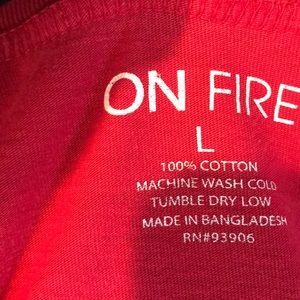 ON FIRE
L
100% COTTON
MACHINE WASH COLD
TUMBLE DRY LOW
MADE IN BANGLADESH
RN#93906